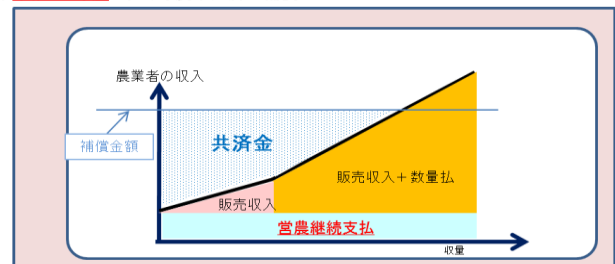 農業者の収入
補償金額
共済金
販売収入＋数量払
販売収入
営農継続支払
収量